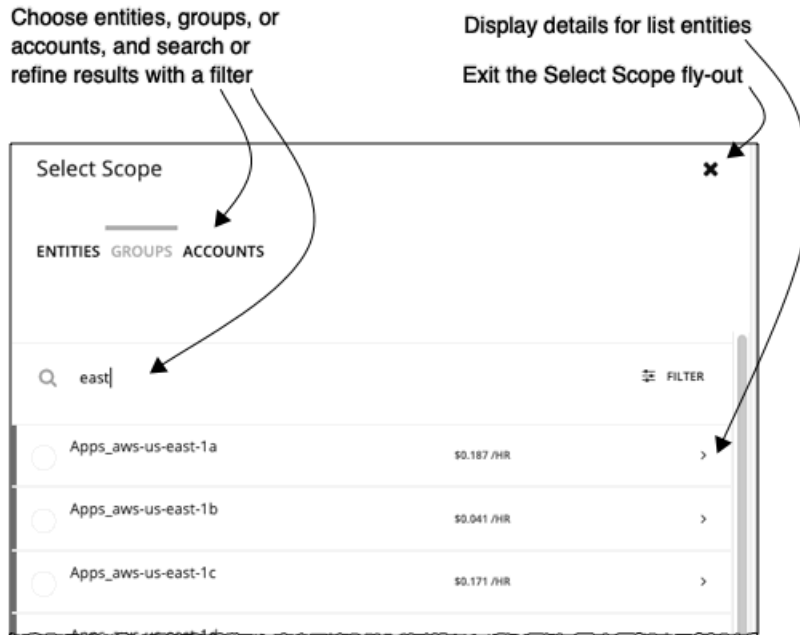 Choose entities, groups, or
accounts, and search or
refine results with a filter
Display details for list entities
Exit the Select Scope fly-out
Select Scope
ENTITIES GROUPS ACCOUNTS
east
FILTER
Apps_aws-us-east-1a
$0.187 /HR
Apps_aws-us-east-1b
$0.041 /HR
Apps_aws-us-east-1c
$0.171 /HR